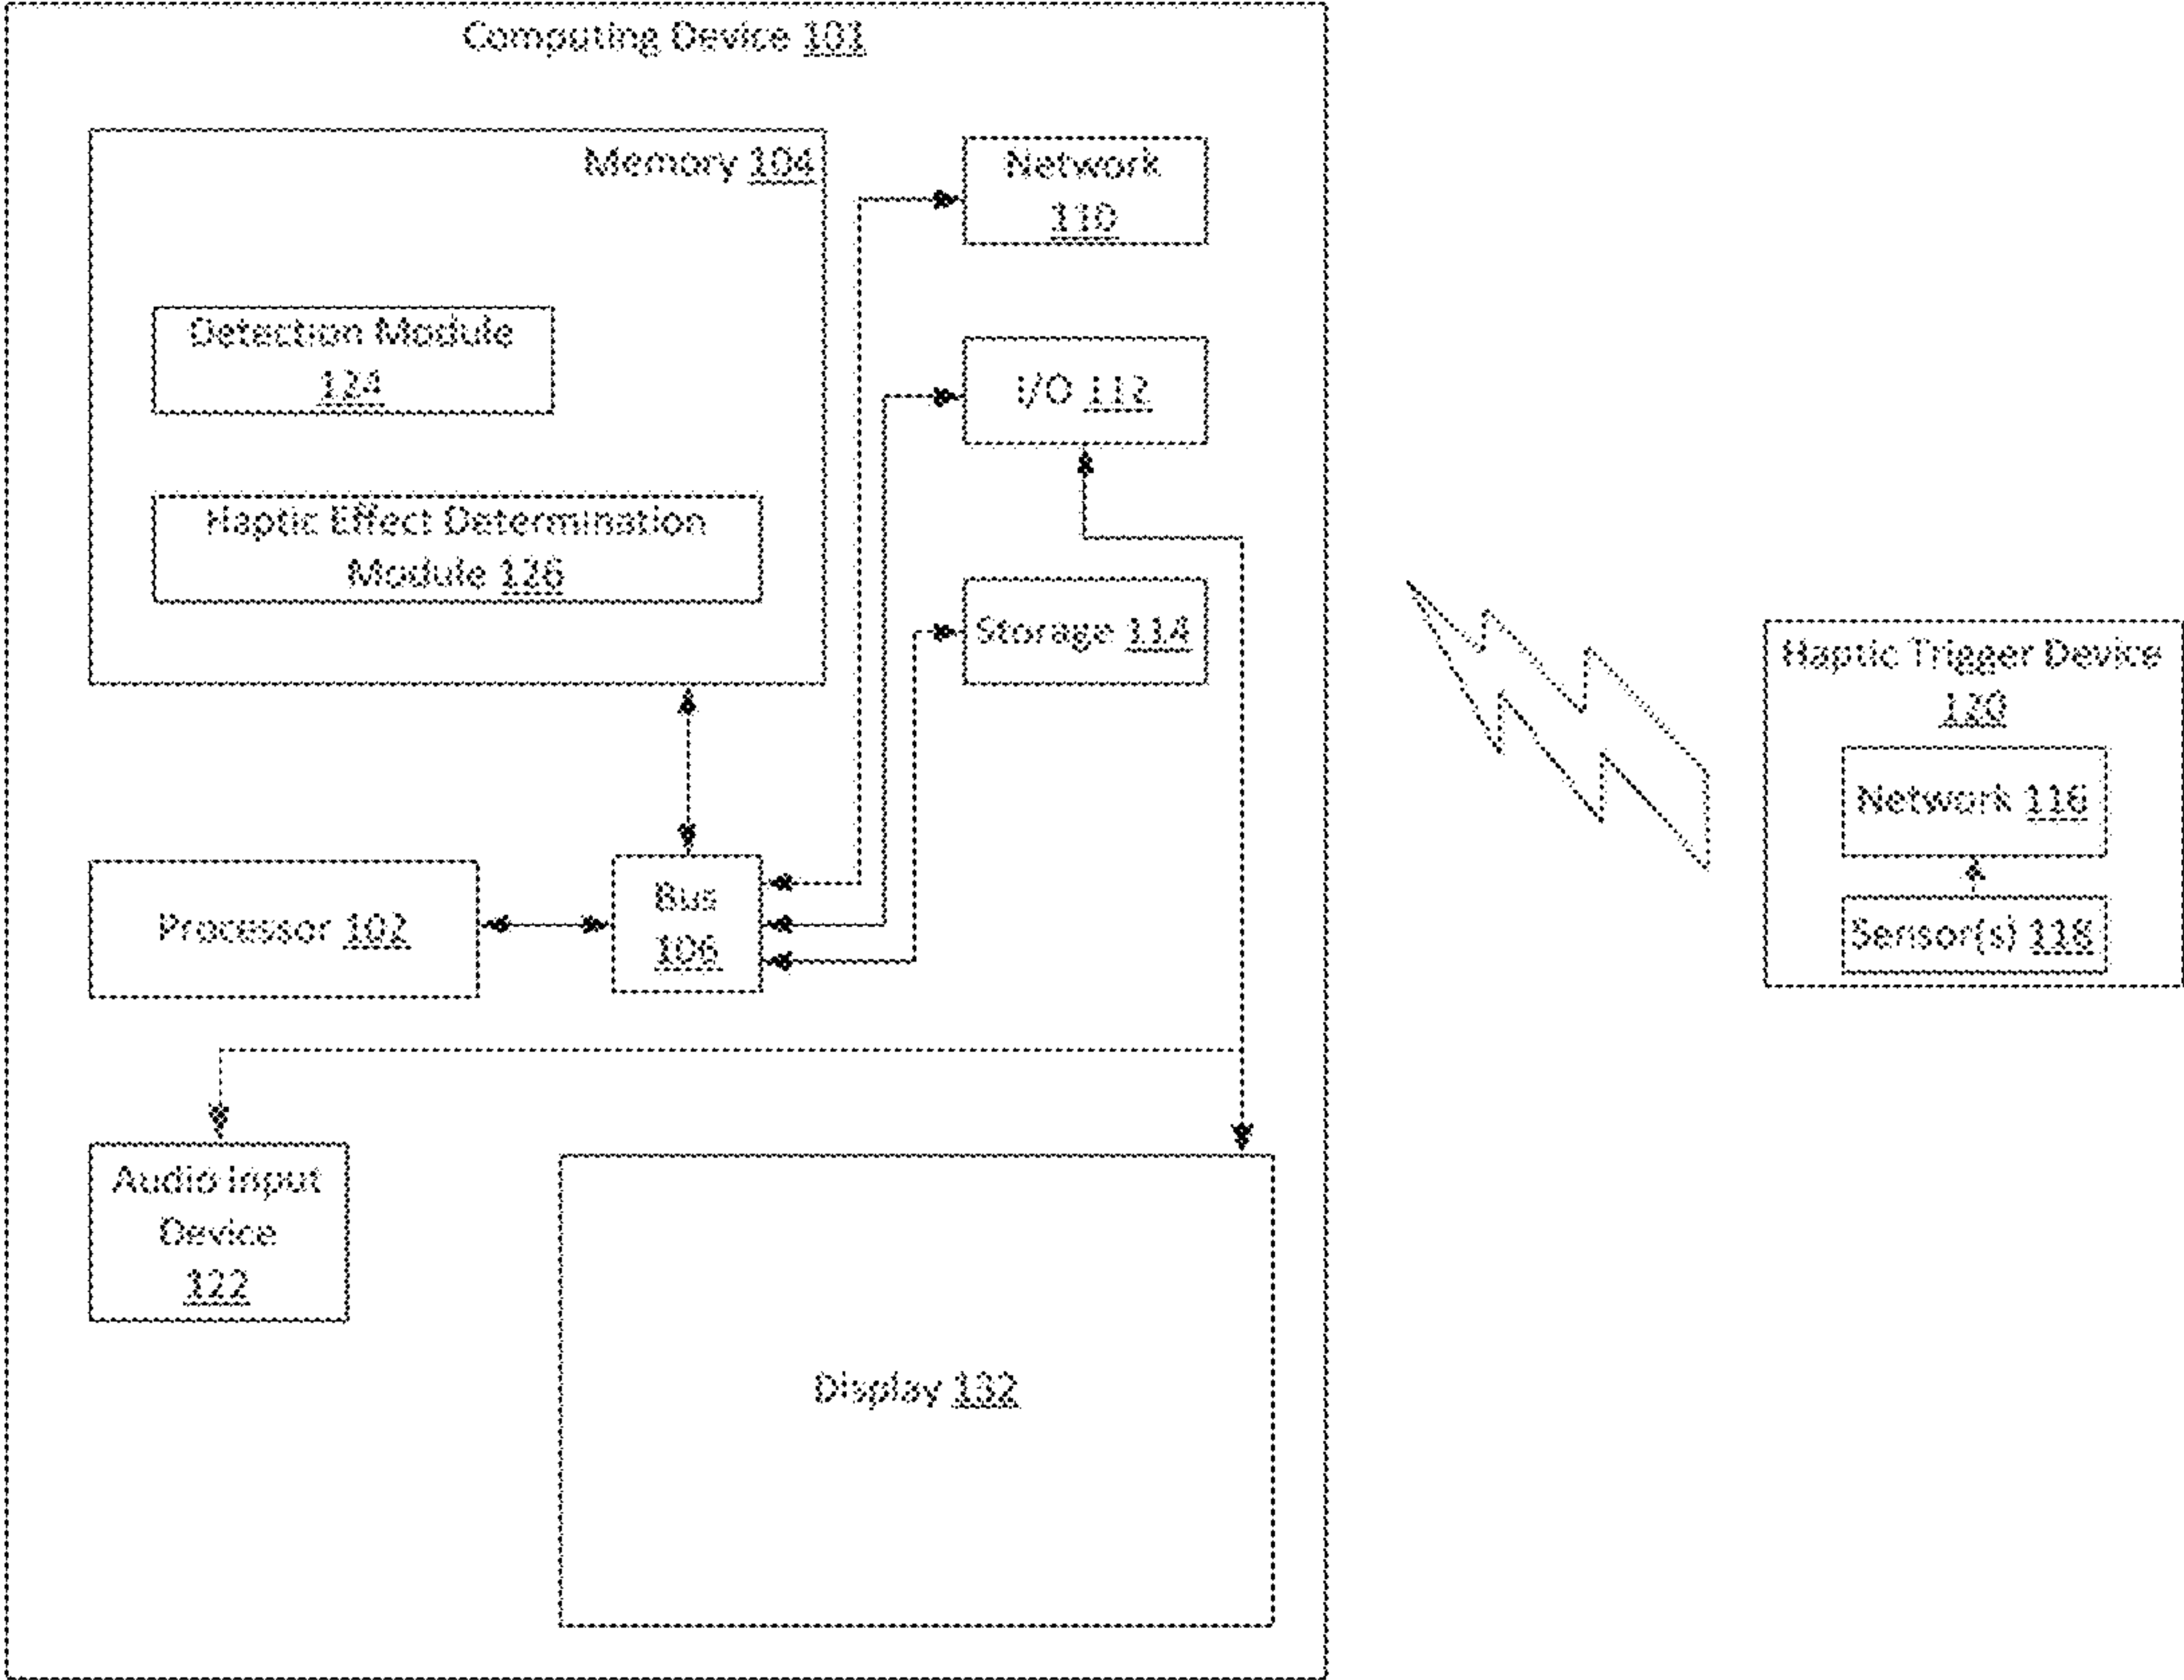 Computing Device 101
Memory 104
Network
110
Detection Module
124
I/O 112
Haptic Effect Determination
Module 126
Storage 114
Haptic Trigger Device
120
Network 116
Sensor(s) 118
Processor 102
Bus
106
Audio Input
Device
122
Display 132